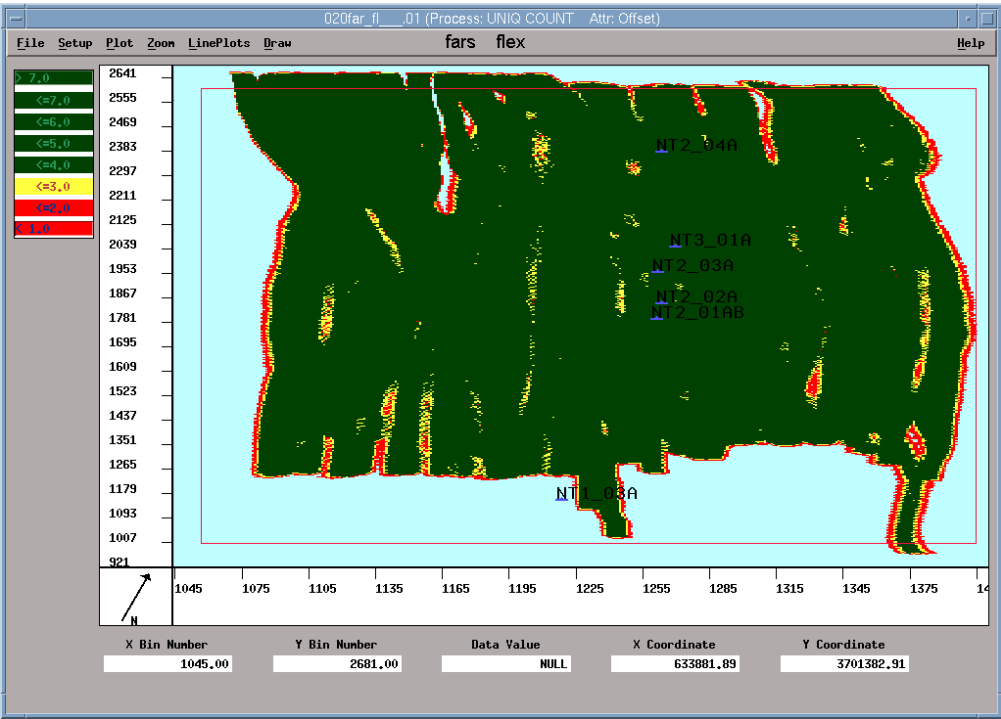 020far_fl___.01 (Process: UNIQ COUNT Attr: Offset)
File Setup Plot Zoom LinePlots Draw fars flex Help
> 7.0
<=7.0
<=6.0
<=5.0
<=4.0
<=3.0
<=2.0
< 1.0
2641
2555
2469
2383
2297
2211
2125
2039
1953
1867
1781
1695
1609
1523
1437
1351
1265
1179
1093
1007
921
NT2_04A
NT3_01A
NT2_03A
NT2_02A
NT2_01AB
NT1_03A
N
1045 1075 1105 1135 1165 1195 1225 1255 1285 1315 1345 1375 14
X Bin Number Y Bin Number Data Value X Coordinate Y Coordinate
1045.00 2681.00 NULL 633881.89 3701382.91